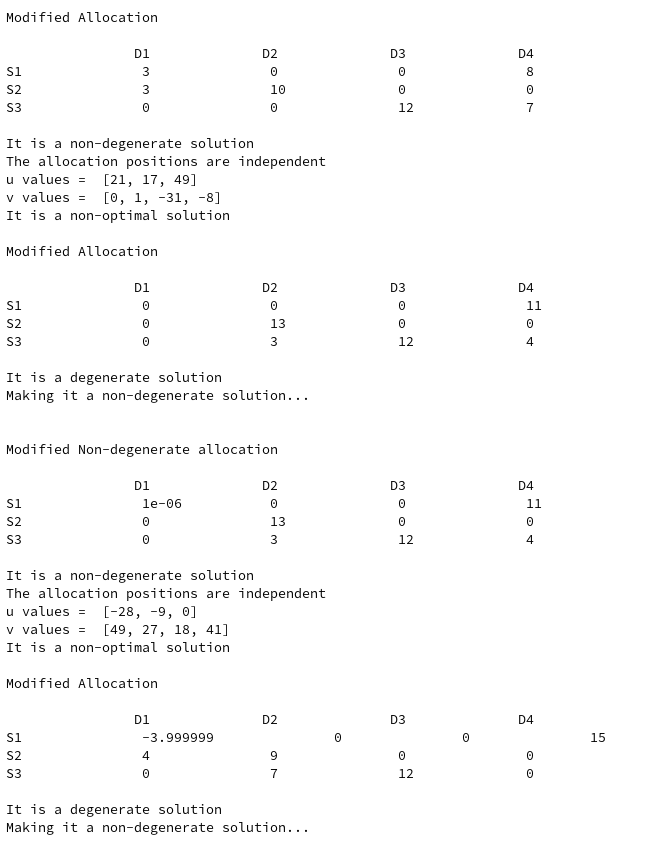 Modified Allocation
D1 D2 D3 D4
S1 3 0 0 8
S2 3 10 0 0
S3 0 0 12 7
It is a non-degenerate solution
The allocation positions are independent
u values =  [21, 17, 49]
v values =  [0, 1, -31, -8]
It is a non-optimal solution
Modified Allocation
D1 D2 D3 D4
S1 0 0 0 11
S2 0 13 0 0
S3 0 3 12 4
It is a degenerate solution
Making it a non-degenerate solution...
Modified Non-degenerate allocation
D1 D2 D3 D4
S1 1e-06 0 0 11
S2 0 13 0 0
S3 0 3 12 4
It is a non-degenerate solution
The allocation positions are independent
u values =  [-28, -9, 0]
v values =  [49, 27, 18, 41]
It is a non-optimal solution
Modified Allocation
D1 D2 D3 D4
S1 -3.999999 0 0 15
S2 4 9 0 0
S3 0 7 12 0
It is a degenerate solution
Making it a non-degenerate solution...